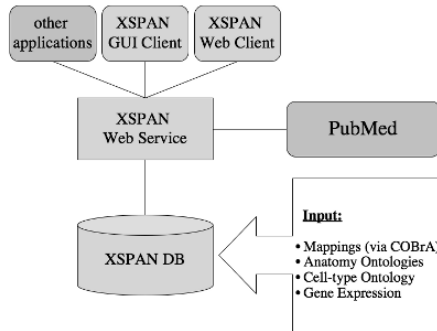 other
applications
XSPAN
GUI Client
XSPAN
Web Client
XSPAN
Web Service
PubMed
XSPAN DB
Input:
• Mappings (via COBrA)
• Anatomy Ontologies
• Cell-type Ontology
• Gene Expression